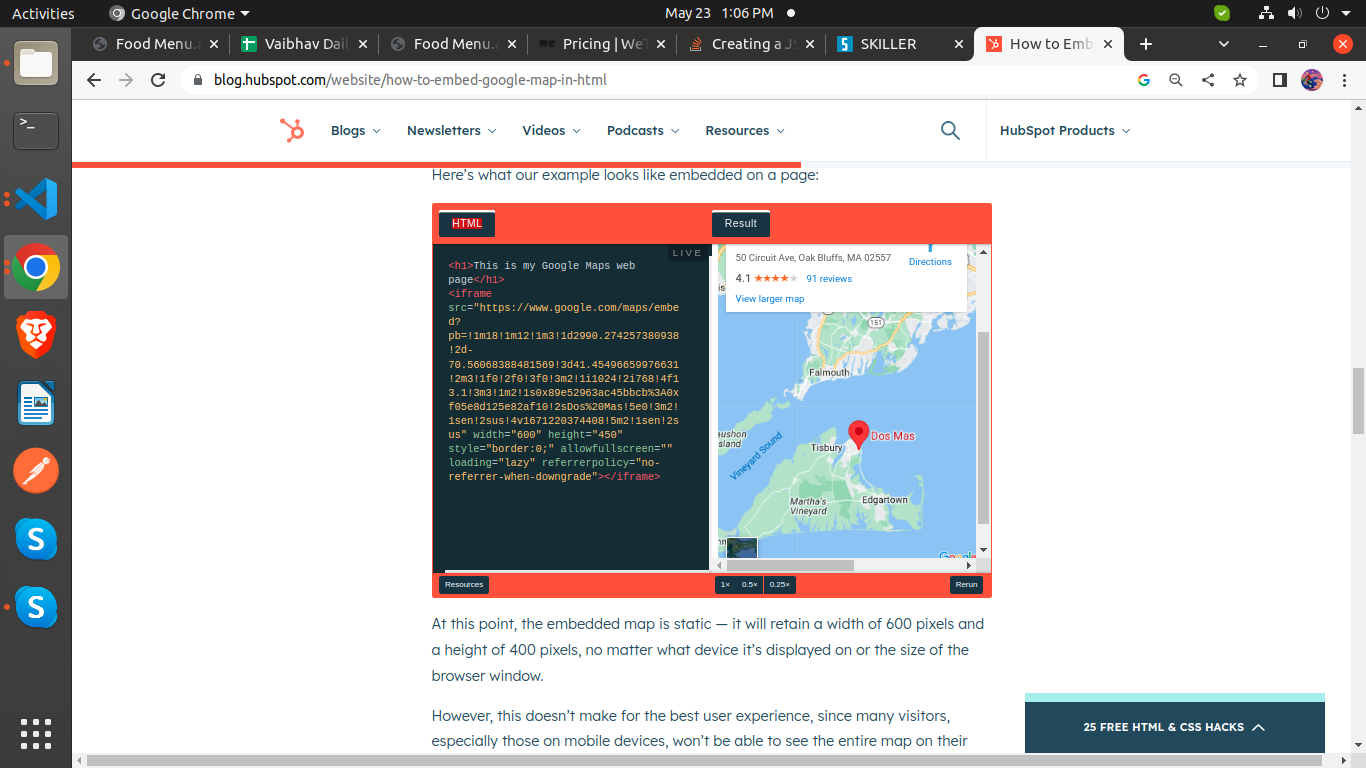 Activities
Google Chrome
May 23 1:06 PM
Food Menu.
Vaibhav Dail
Food Menu.
Pricing | WeT
Creating a JS
SKILLER
How to Emb
blog.hubspot.com/website/how-to-embed-google-map-in-html
Blogs
Newsletters
Videos
Podcasts
Resources
HubSpot Products
Here’s what our example looks like embedded on a page:
HTML
Result
LIVE
<h1>This is my Google Maps web
page</h1>
<iframe
src="https://www.google.com/maps/embe
d?
pb=!1m18!1m12!1m3!1d2990.274257380938
!2d-
70.56068388481569!3d41.45496659976631
!2m3!1f0!2f0!3f0!3m2!1i1024!2i768!4f1
3.1!3m3!1m2!1s0x89e52963ac45bbcb%3A0x
f05e8d125e82af10!2sDos%20Mas!5e0!3m2!
1sen!2sus!4v1671220374408!5m2!1sen!2s
us" width="600" height="450"
style="border:0;" allowfullscreen=""
loading="lazy" referrerpolicy="no-
referrer-when-downgrade"></iframe>
50 Circuit Ave, Oak Bluffs, MA 02557
Directions
4.1
91 reviews
View larger map
151
Falmouth
aushon
sland
Vineyard Sound
Tisbury
Dos Mas
Martha's
Vineyard
Edgartown
Google
Resources
1×
0.5×
0.25×
Rerun
At this point, the embedded map is static — it will retain a width of 600 pixels and
a height of 400 pixels, no matter what device it’s displayed on or the size of the
browser window.
However, this doesn’t make for the best user experience, since many visitors,
especially those on mobile devices, won’t be able to see the entire map on their
25 FREE HTML & CSS HACKS